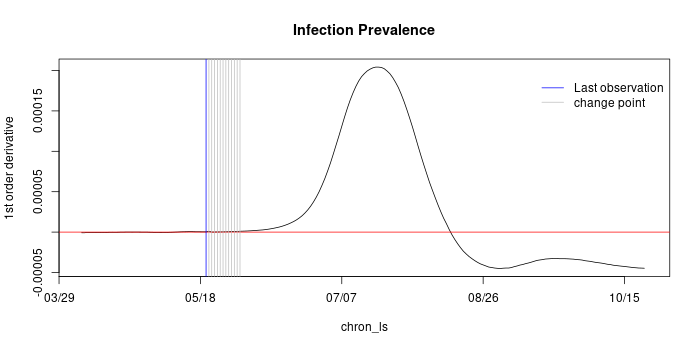 Infection Prevalence
1st order derivative
0.00015
0.00005
-0.00005
Last observation
change point
03/29
05/18
07/07
08/26
10/15
chron_ls